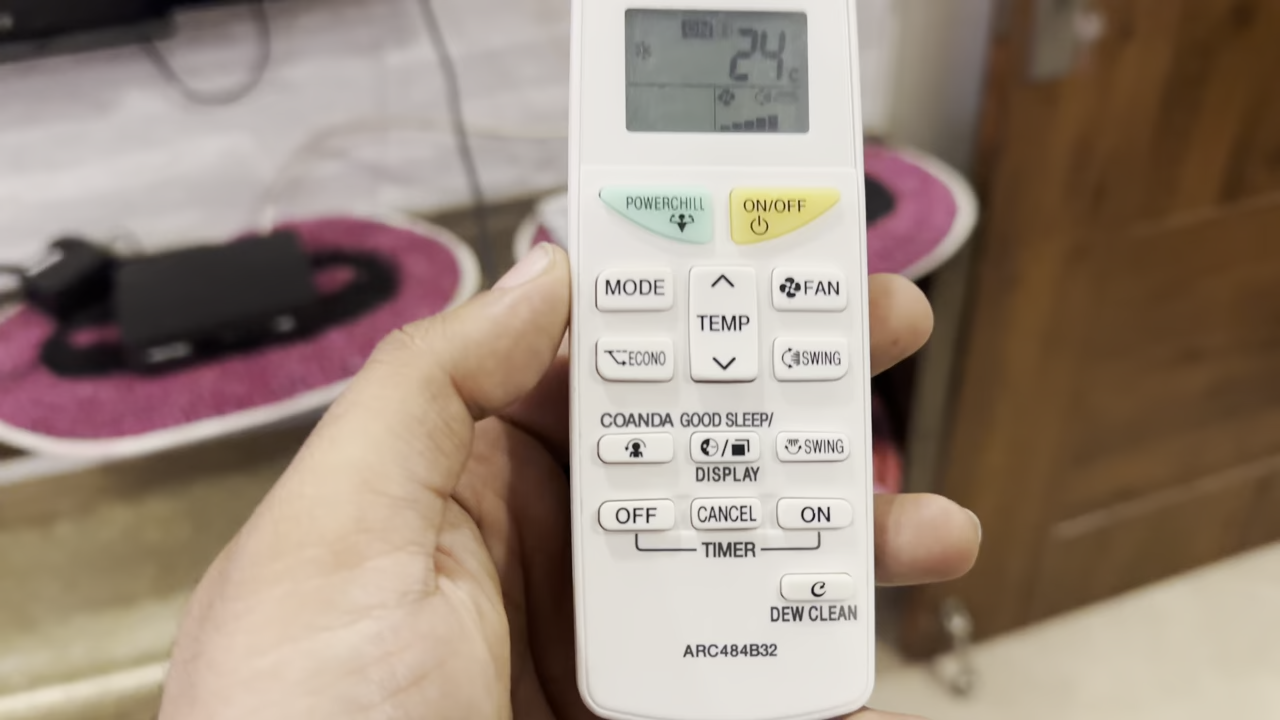 24
C
POWERCHILL
ON/OFF
MODE
TEMP
FAN
ECONO
SWING
COANDA
GOOD SLEEP/
/
SWING
DISPLAY
OFF
CANCEL
ON
TIMER
DEW CLEAN
ARC484B32